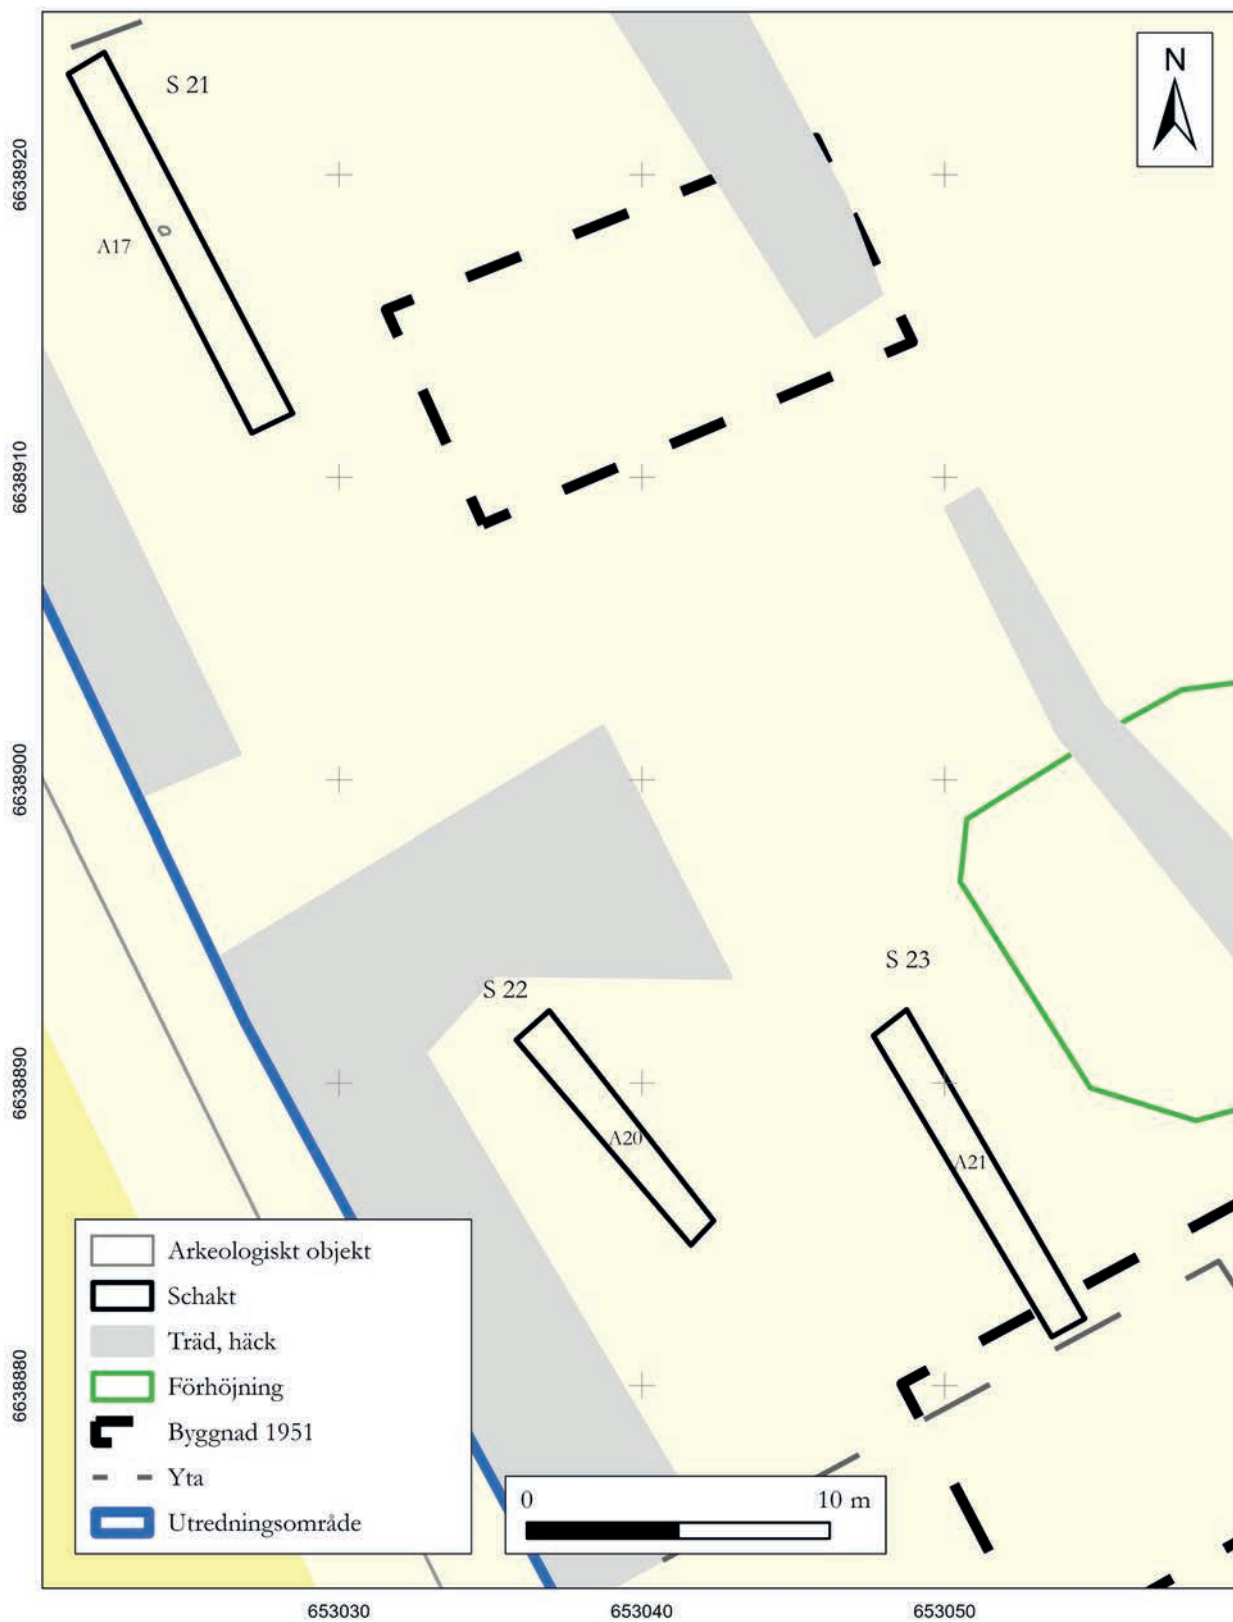 S 21
N
6638920
A17
6638910
6638900
S 23
S 22
6638890
A20
A21
Arkeologiskt objekt
Schakt
Träd, häck
Förhöjning
6638880
Byggnad 1951
Yta
0 10 m
Utredningsområde
653030 653040 653050